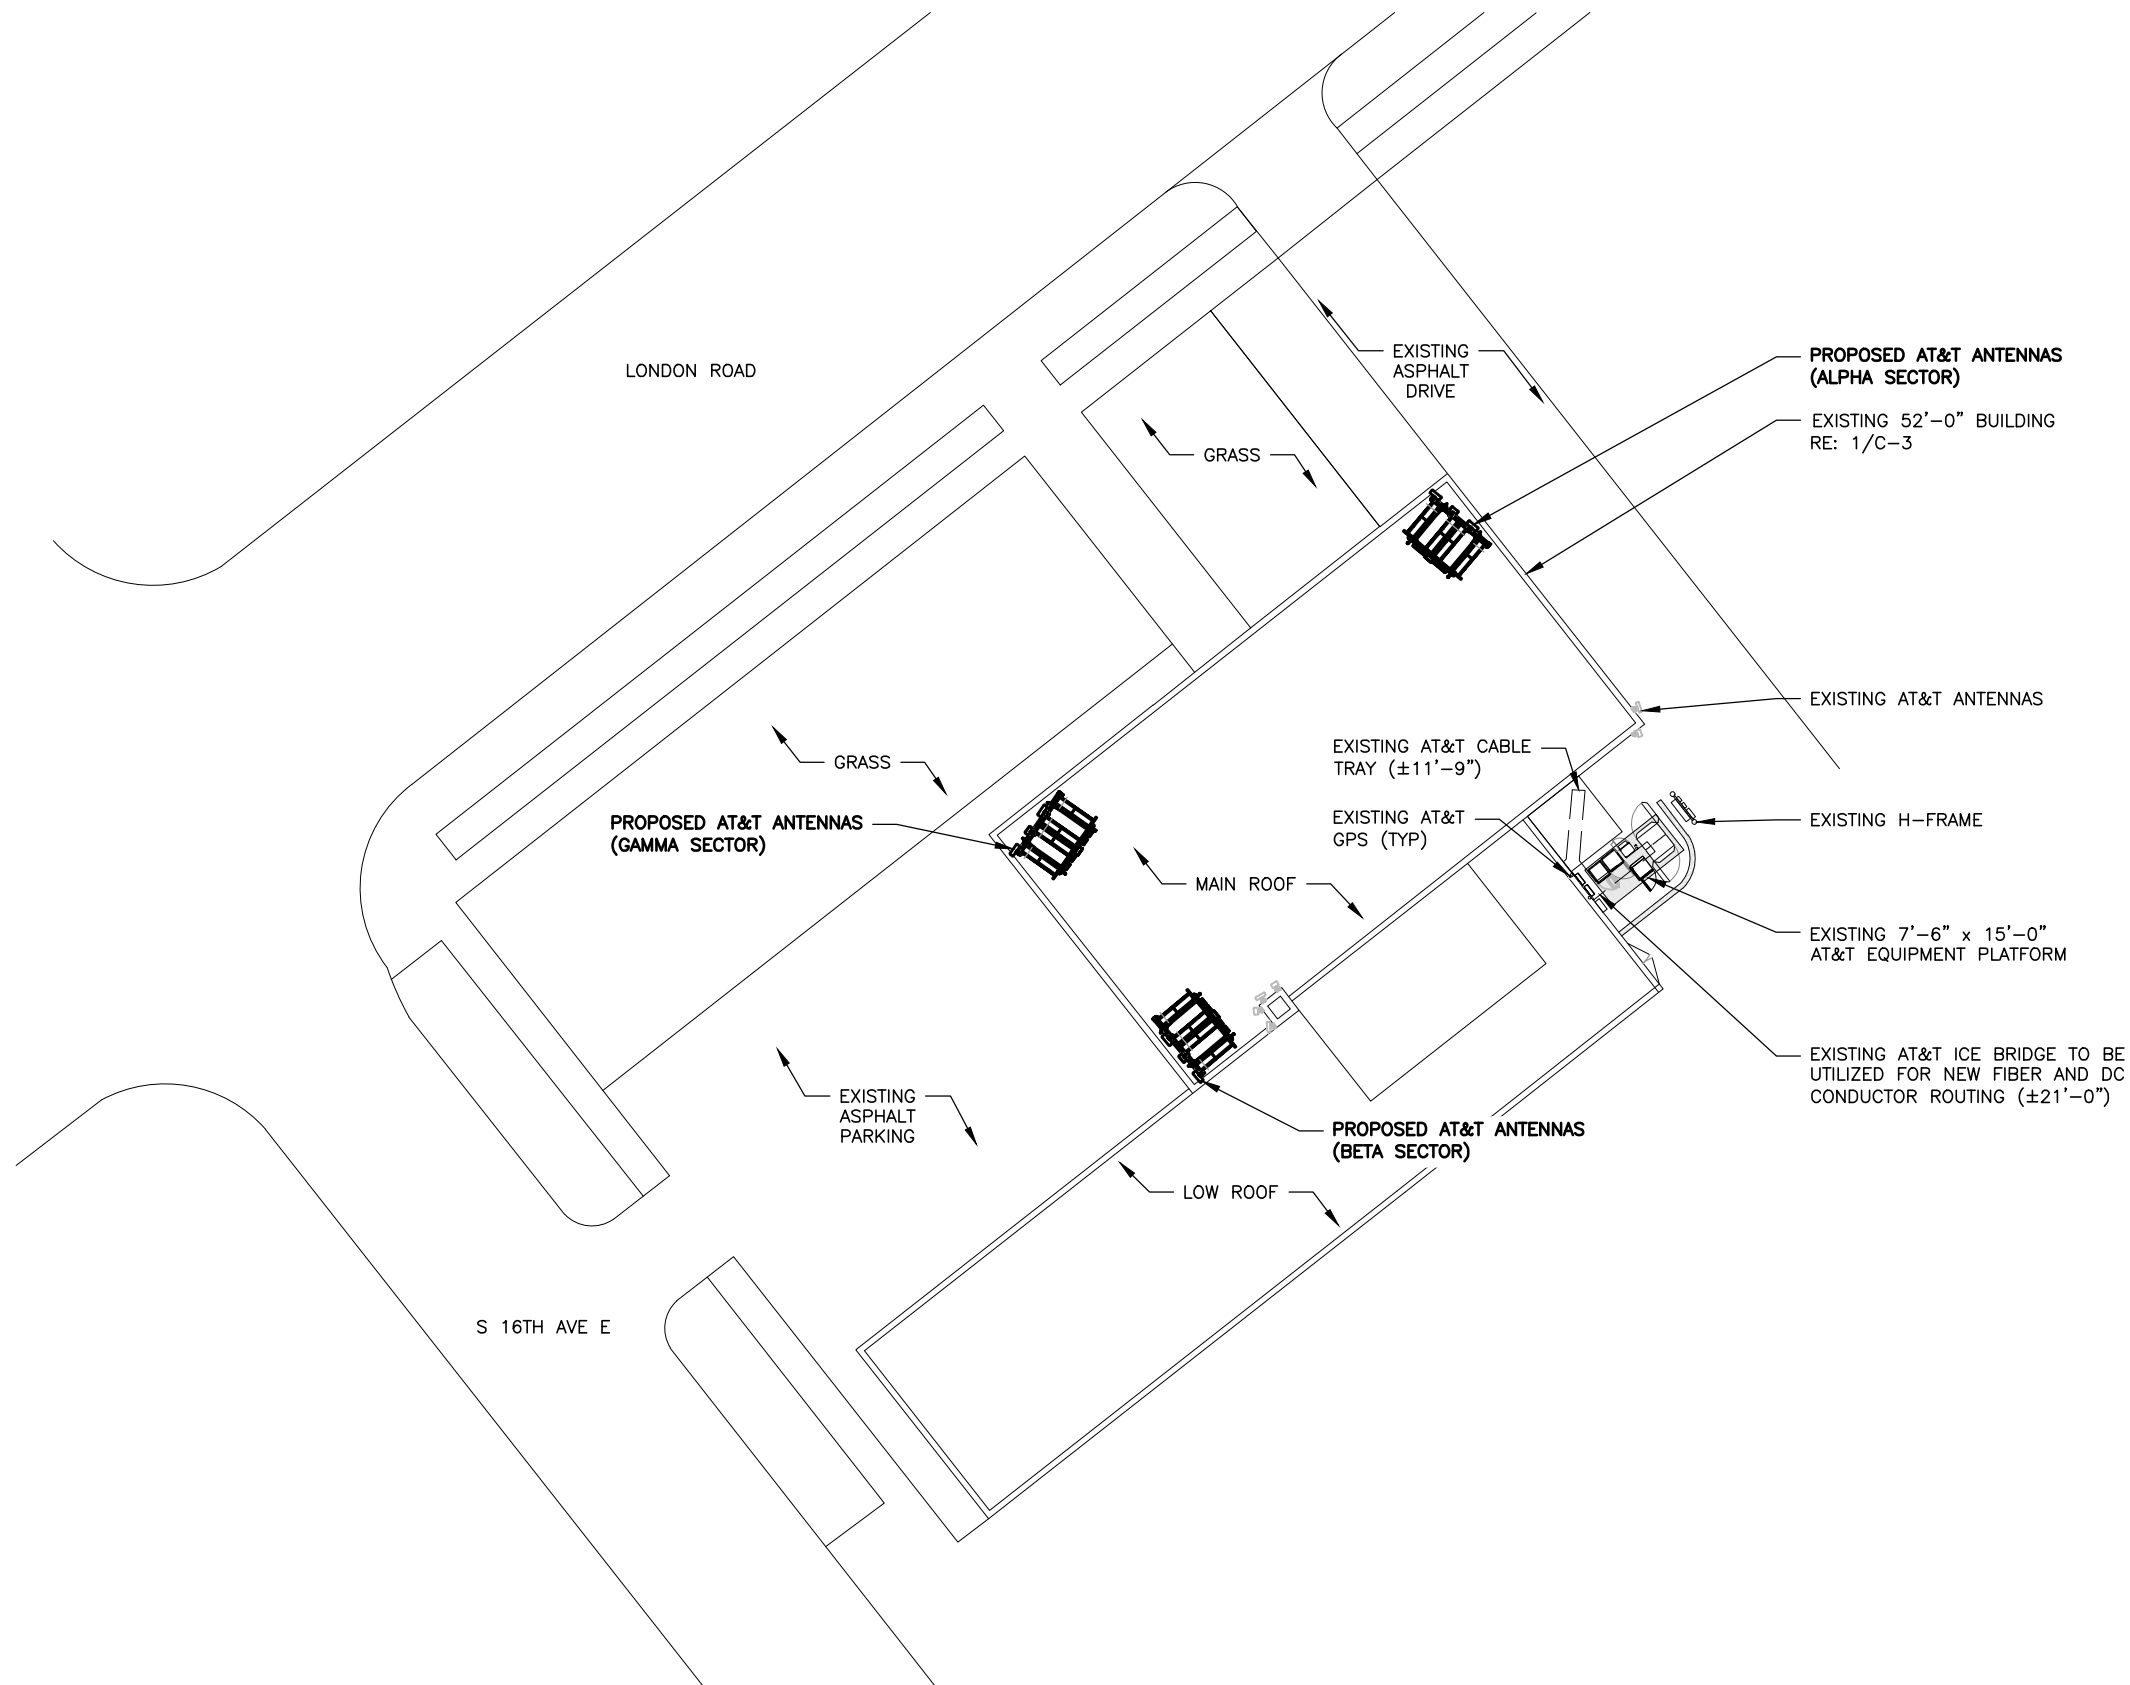 LONDON ROAD
EXISTING
ASPHALT
DRIVE
PROPOSED AT&T ANTENNAS
(ALPHA SECTOR)
EXISTING 52'-0" BUILDING
RE: 1/C-3
GRASS
EXISTING AT&T ANTENNAS
EXISTING AT&T CABLE
TRAY (±11'-9")
GRASS
EXISTING AT&T
GPS (TYP)
EXISTING H-FRAME
PROPOSED AT&T ANTENNAS
(GAMMA SECTOR)
MAIN ROOF
EXISTING 7'-6" x 15'-0"
AT&T EQUIPMENT PLATFORM
EXISTING AT&T ICE BRIDGE TO BE
UTILIZED FOR NEW FIBER AND DC
CONDUCTOR ROUTING (±21'-0")
EXISTING
ASPHALT
PARKING
PROPOSED AT&T ANTENNAS
(BETA SECTOR)
LOW ROOF
S 16TH AVE E